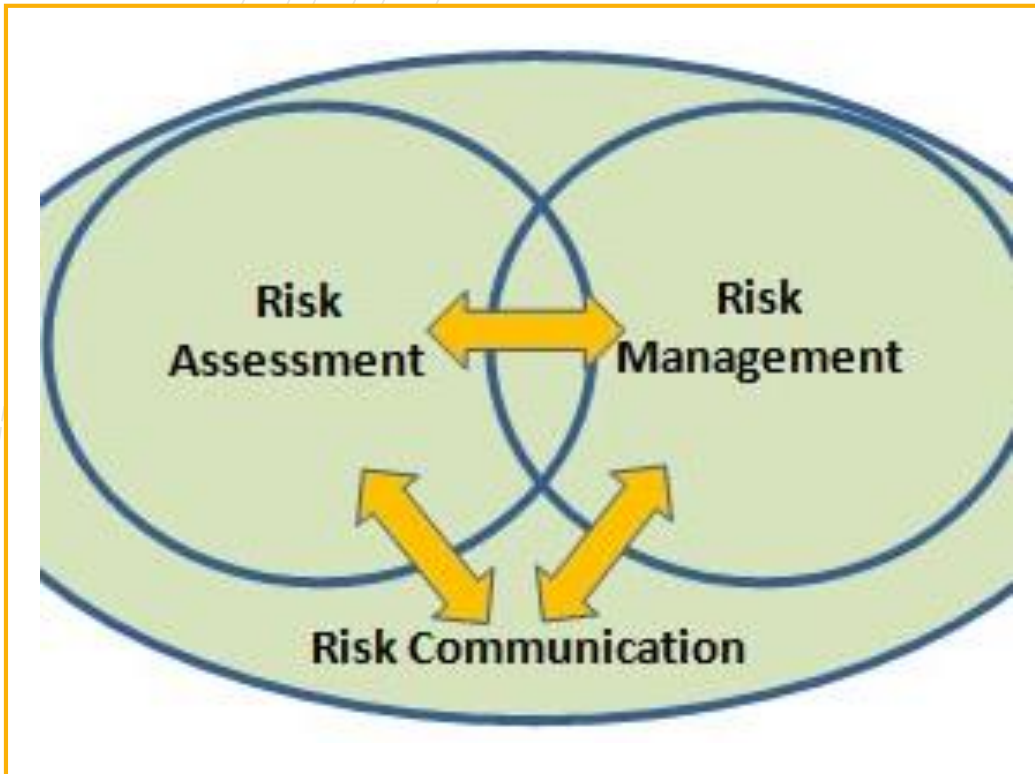 Risk
Assessment
Risk
Management
Risk Communication